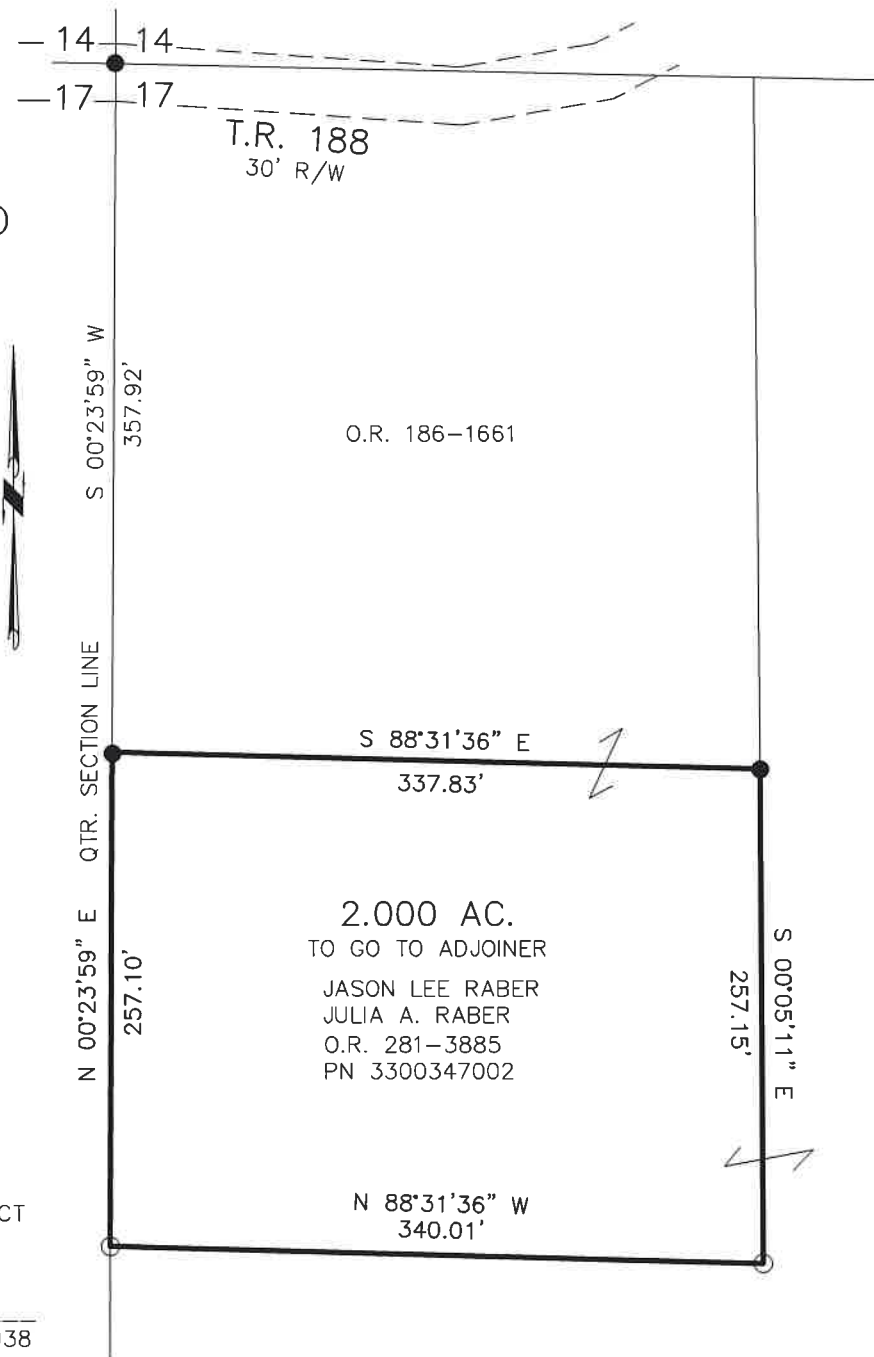 — 14 — 14
— 17 — 17
T.R. 188
30' R/W
S 00°23'59" W
357.92'
O.R. 186–1661
QTR. SECTION LINE
S 88°31'36" E
337.83'
N 00°23'59" E
257.10'
2.000 AC.
TO GO TO ADJOINER
JASON LEE RABER
JULIA A. RABER
O.R. 281–3885
PN 3300347002
S 00°05'11" E
257.15'
N 88°31'36" W
340.01'
CT
38